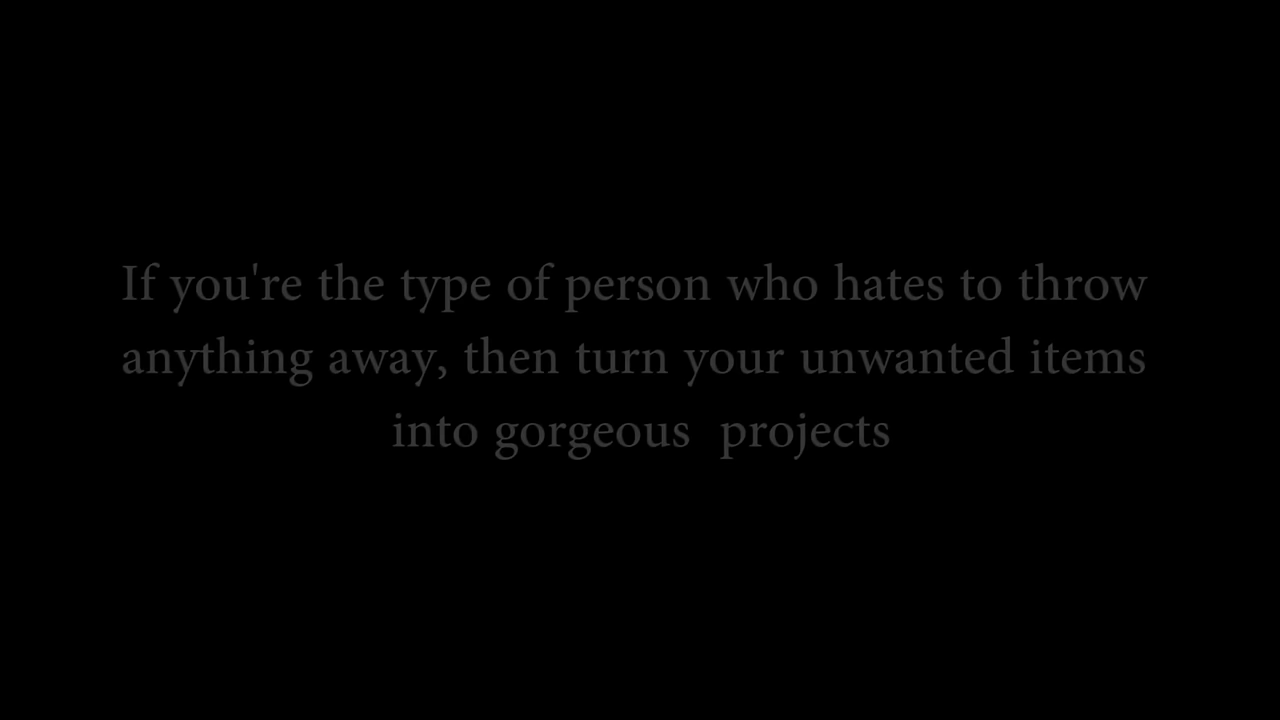 If you're the type of person who hates to throw
anything away, then turn your unwanted items
into gorgeous  projects